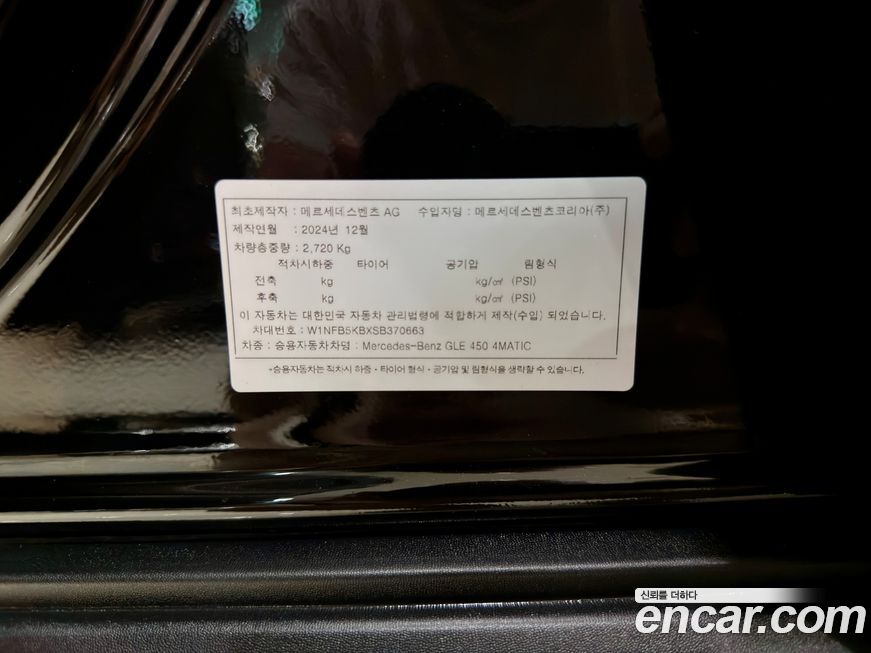 최초제작자 : 메르세데스벤츠 AG 수입자명 : 메르세데스벤츠코리아(주)
제작연월 : 2024년 12월
차량총중량 : 2,720 Kg
적차시하중 타이어 공기압 림형식
전축 kg kg/㎠ (PSI)
후축 kg kg/㎠ (PSI)
이 자동차는 대한민국 자동차 관리법령에 적합하게 제작(수입) 되었습니다.
차대번호 : W1NFB5KBXSB370663
차종 : 승용자동차차명 : Mercedes-Benz GLE 450 4MATIC
*승용자동차는 적차시 하중·타이어 형식·공기압 및 림형식을 생략할 수 있습니다.
신뢰를 더하다
encar.com